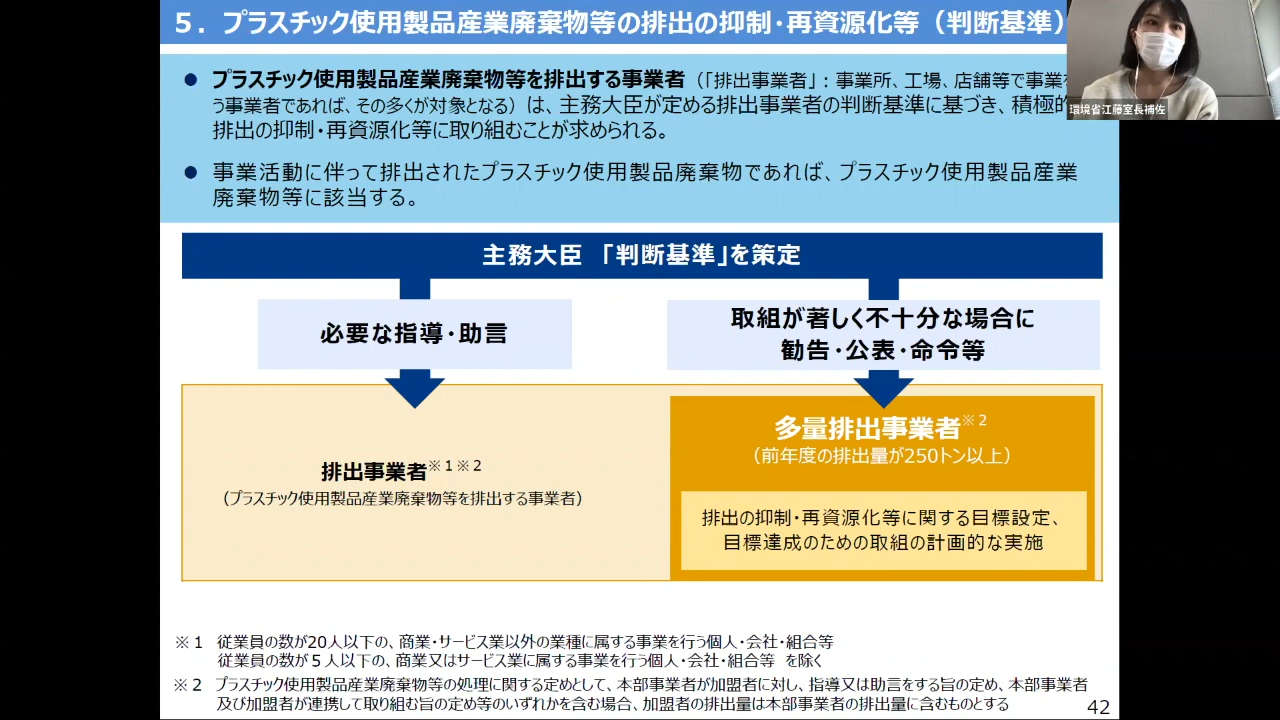 ５．プラスチック使用製品産業廃棄物等の排出の抑制・再資源化等（判断基準）
環境省江藤室長補佐
● プラスチック使用製品産業廃棄物等を排出する事業者（「排出事業者」：事業所、工場、店舗等で事業を
う事業者であれば、その多くが対象となる）は、主務大臣が定める排出事業者の判断基準に基づき、積極的
排出の抑制・再資源化等に取り組むことが求められる。
● 事業活動に伴って排出されたプラスチック使用製品廃棄物であれば、プラスチック使用製品産業
廃棄物等に該当する。
主務大臣 「判断基準」を策定
必要な指導・助言
取組が著しく不十分な場合に
勧告・公表・命令等
排出事業者※1※2
（プラスチック使用製品産業廃棄物等を排出する事業者）
多量排出事業者※2
（前年度の排出量が250トン以上）
排出の抑制・再資源化等に関する目標設定、
目標達成のための取組の計画的な実施
※１ 従業員の数が20人以下の、商業・サービス業以外の業種に属する事業を行う個人・会社・組合等
従業員の数が５人以下の、商業又はサービス業に属する事業を行う個人・会社・組合等 を除く
※２ プラスチック使用製品産業廃棄物等の処理に関する定めとして、本部事業者が加盟者に対し、指導又は助言をする旨の定め、本部事業者
及び加盟者が連携して取り組む旨の定め等のいずれかを含む場合、加盟者の排出量は本部事業者の排出量に含むものとする
42